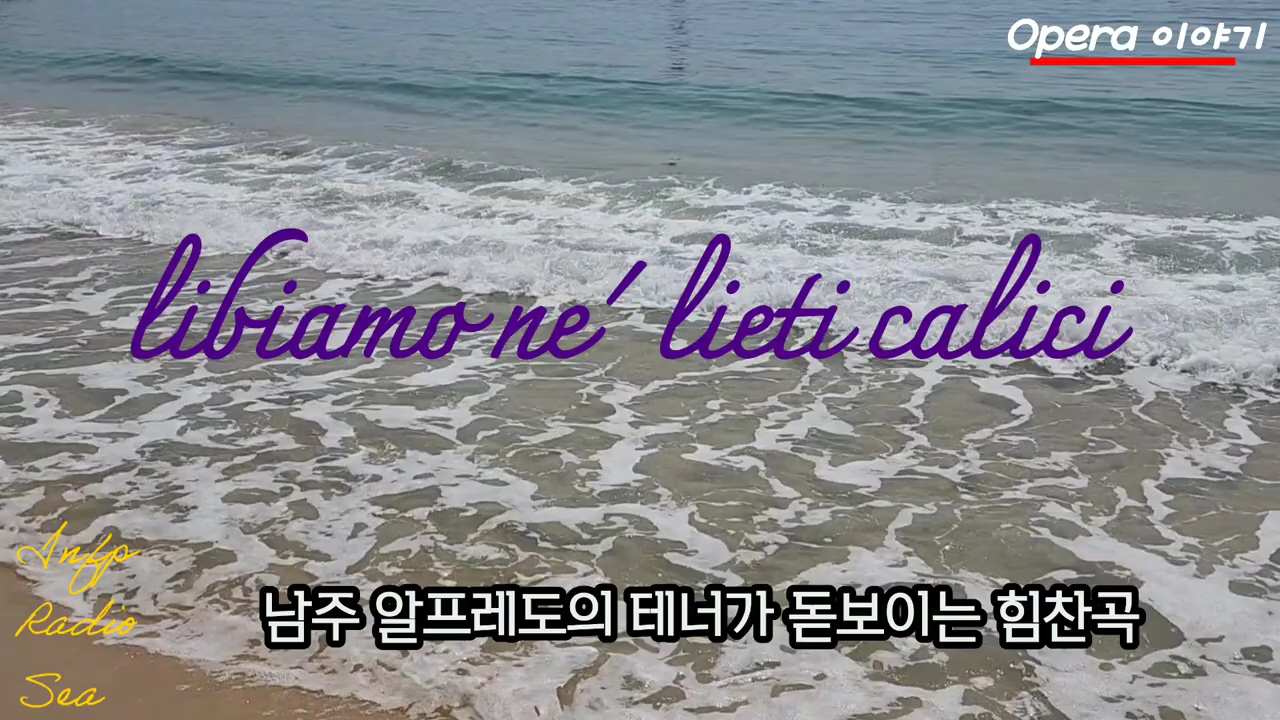 Opera 이야기
libiamo ne' lieti calici
Infp
Radio
Sea
남주 알프레도의 테너가 돋보이는 힘찬곡